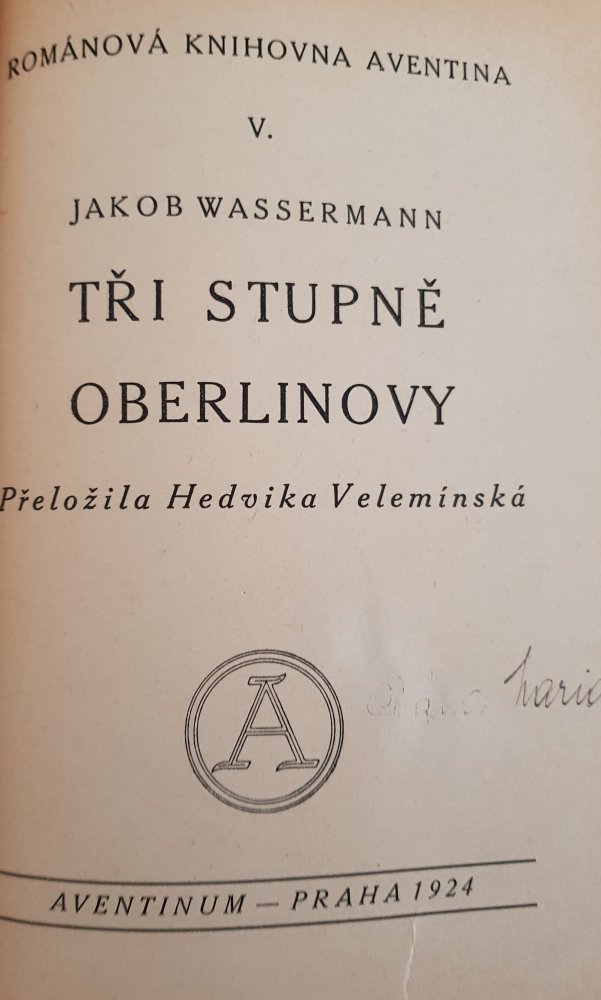 ROMÁNOVÁ KNIHOVNA AVENTINA
V.
JAKOB WASSERMANN
TŘI STUPNĚ
OBERLINOVY
Přeložila Hedvika Velemínská
A
AVENTINUM — PRAHA 1924